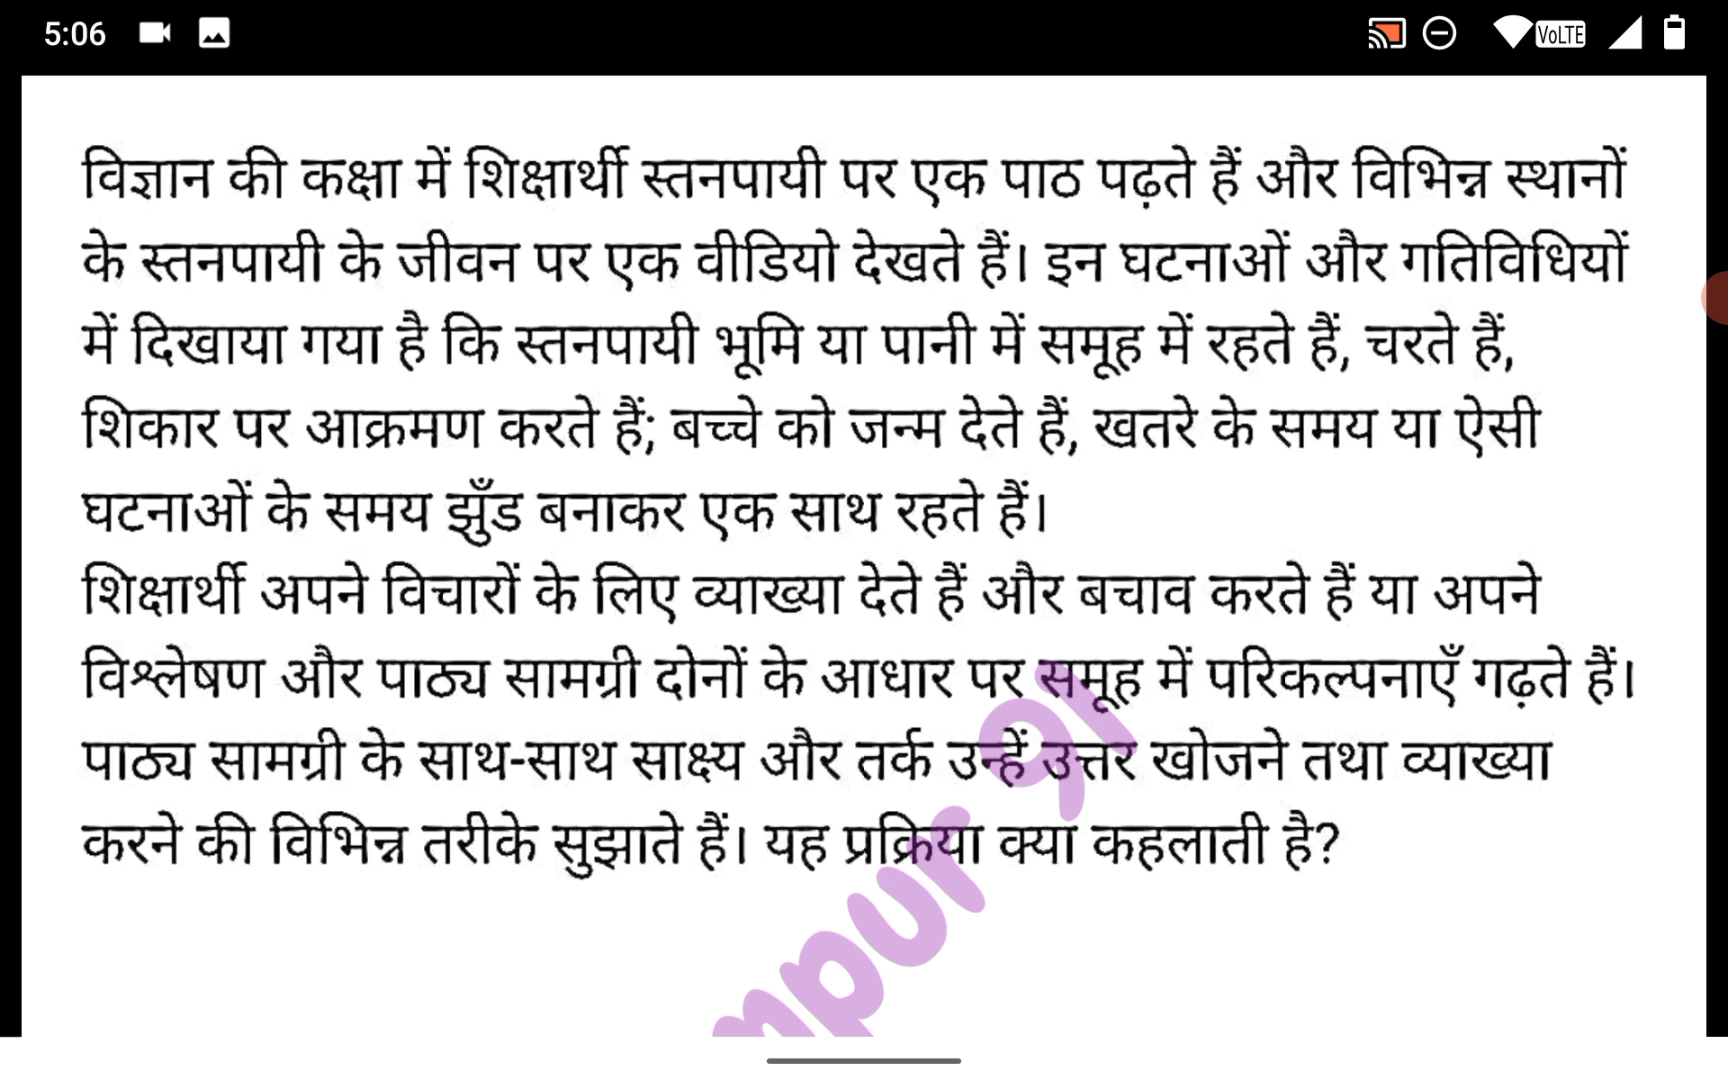 5:06
VoLTE
विज्ञान की कक्षा में शिक्षार्थी स्तनपायी पर एक पाठ पढ़ते हैं और विभिन्न स्थानों
के स्तनपायी के जीवन पर एक वीडियो देखते हैं। इन घटनाओं और गतिविधियों
में दिखाया गया है कि स्तनपायी भूमि या पानी में समूह में रहते हैं, चरते हैं,
शिकार पर आक्रमण करते हैं; बच्चे को जन्म देते हैं, खतरे के समय या ऐसी
घटनाओं के समय झुँड बनाकर एक साथ रहते हैं।
शिक्षार्थी अपने विचारों के लिए व्याख्या देते हैं और बचाव करते हैं या अपने
विश्लेषण और पाठ्य सामग्री दोनों के आधार पर समूह में परिकल्पनाएँ गढ़ते हैं।
पाठ्य सामग्री के साथ-साथ साक्ष्य और तर्क उन्हें उत्तर खोजने तथा व्याख्या
करने की विभिन्न तरीके सुझाते हैं। यह प्रक्रिया क्या कहलाती है?